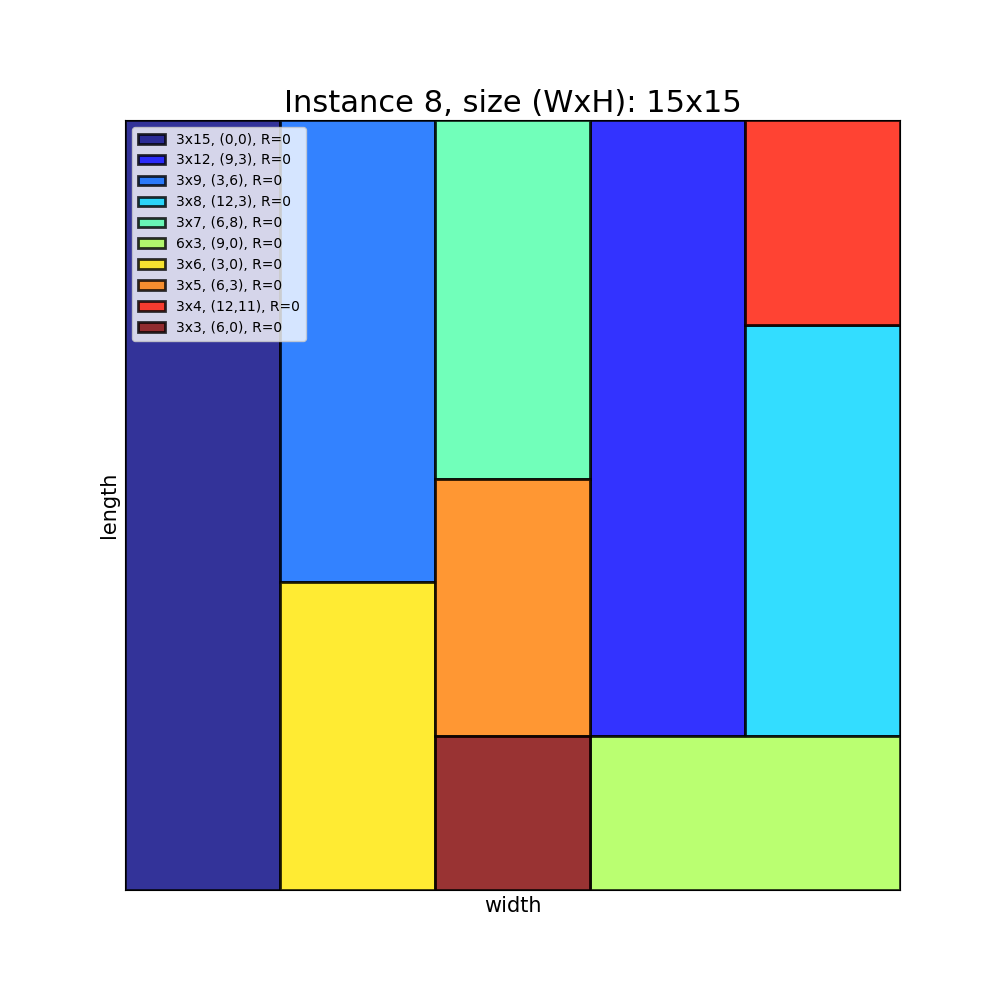 Instance 8, size (WxH): 15x15
3x15, (0,0), R=0
3x12, (9,3), R=0
3x9, (3,6), R=0
3x8, (12,3), R=0
3x7, (6,8), R=0
6x3, (9,0), R=0
3x6, (3,0), R=0
3x5, (6,3), R=0
3x4, (12,11), R=0
3x3, (6,0), R=0
length
width